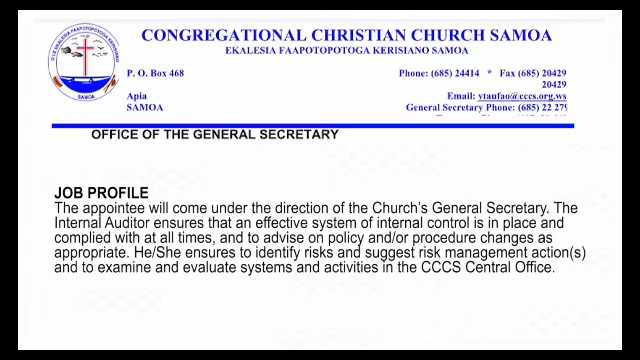 CONGREGATIONAL CHRISTIAN CHURCH SAMOA
EKALESIA FAAPOTOPOTOGA KERISIANO SAMOA
P. O. Box 468
Phone: (685) 24414 * Fax (685) 20429
20429
Apia
Email: vtaufao@cccs.org.ws
SAMOA
General Secretary Phone: (685) 22 279
OFFICE OF THE GENERAL SECRETARY
JOB PROFILE
The appointee will come under the direction of the Church's General Secretary. The
Internal Auditor ensures that an effective system of internal control is in place and
complied with at all times, and to advise on policy and/or procedure changes as
appropriate. He/She ensures to identify risks and suggest risk management action(s)
and to examine and evaluate systems and activities in the CCCS Central Office.